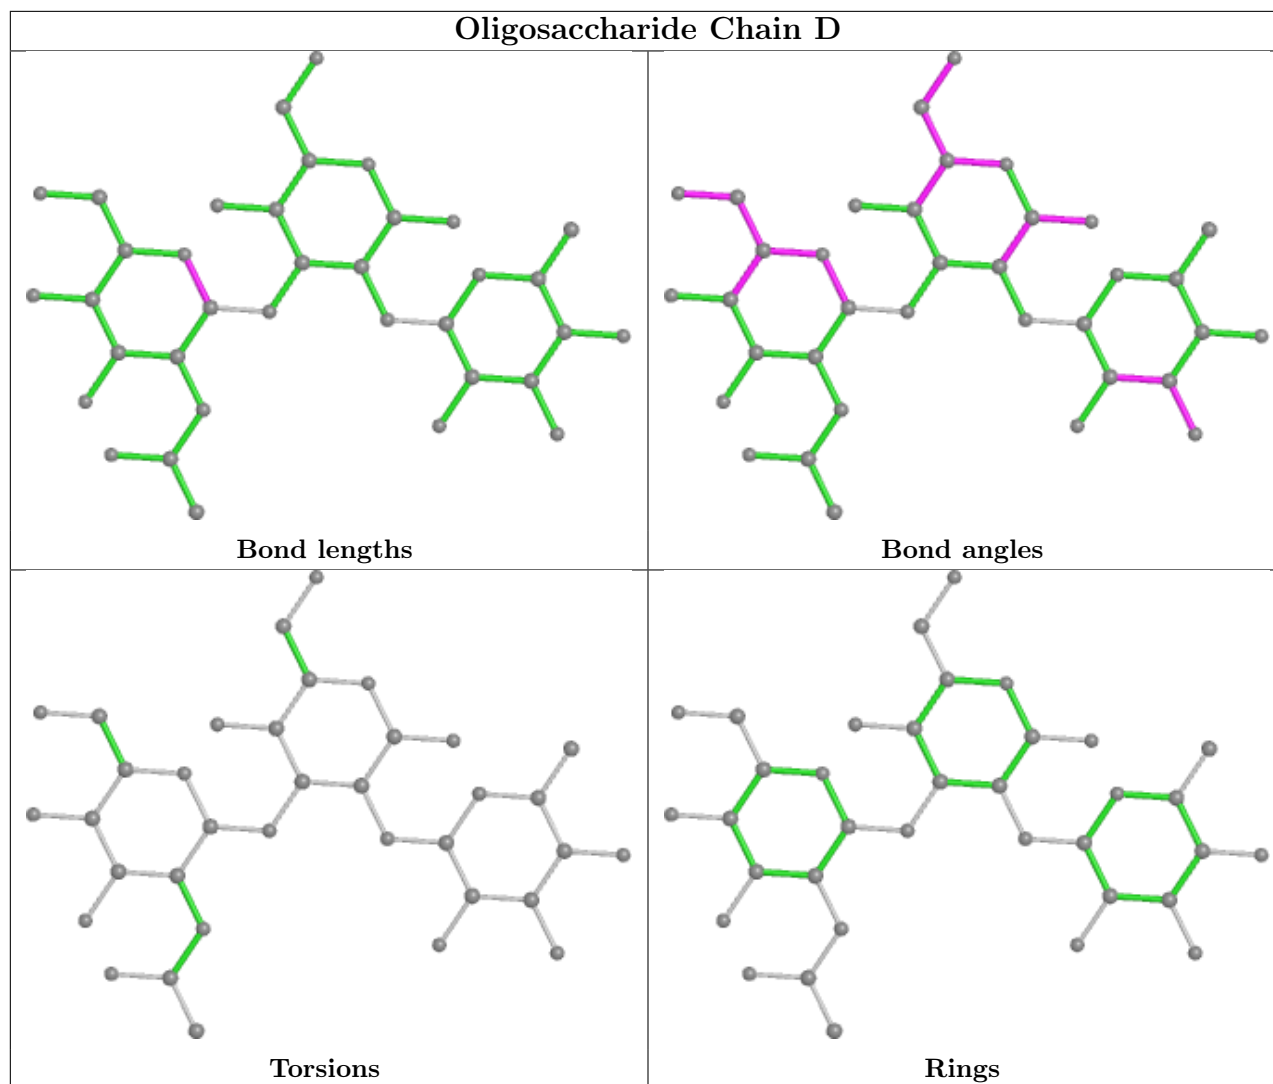 Oligosaccharide Chain D
Bond lengths
Bond angles
Torsions
Rings